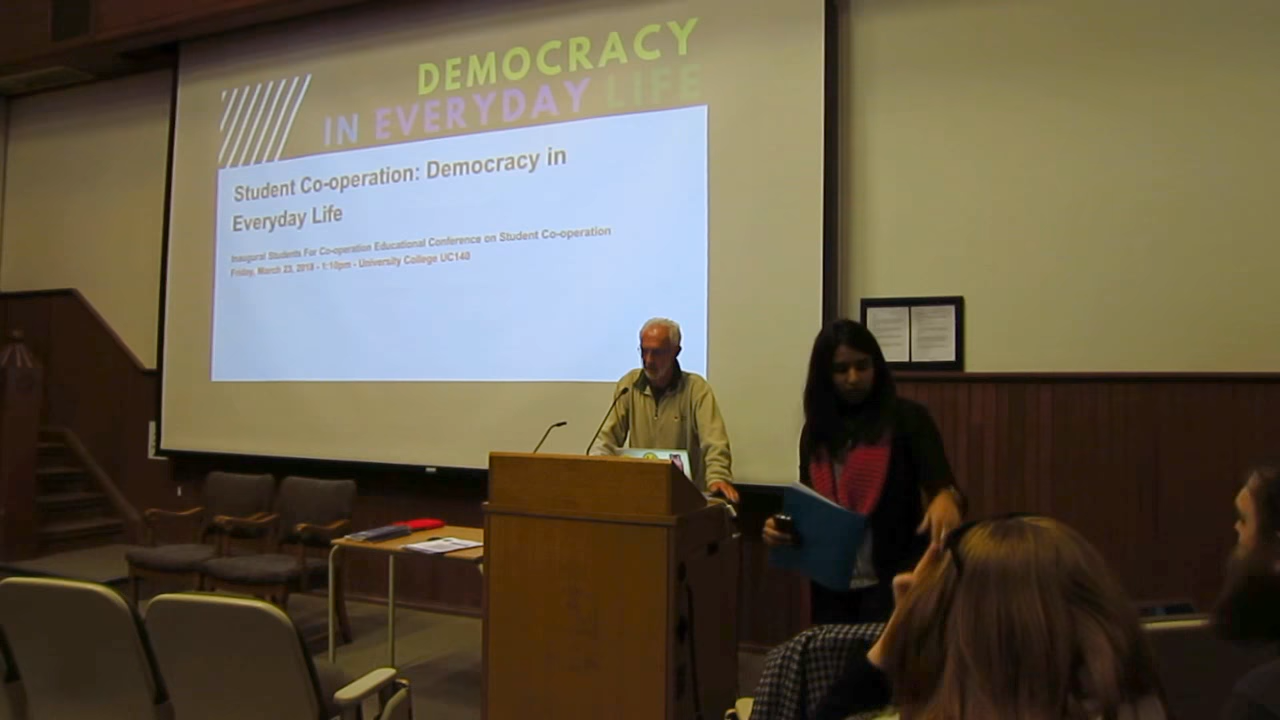 DEMOCRACY
IN EVERYDAY LIFE
Student Co-operation: Democracy in
Everyday Life
Inaugural Students For Co-operation Educational Conference on Student Co-operation
Friday, March 23, 2018 - 1:10pm - University College UC140